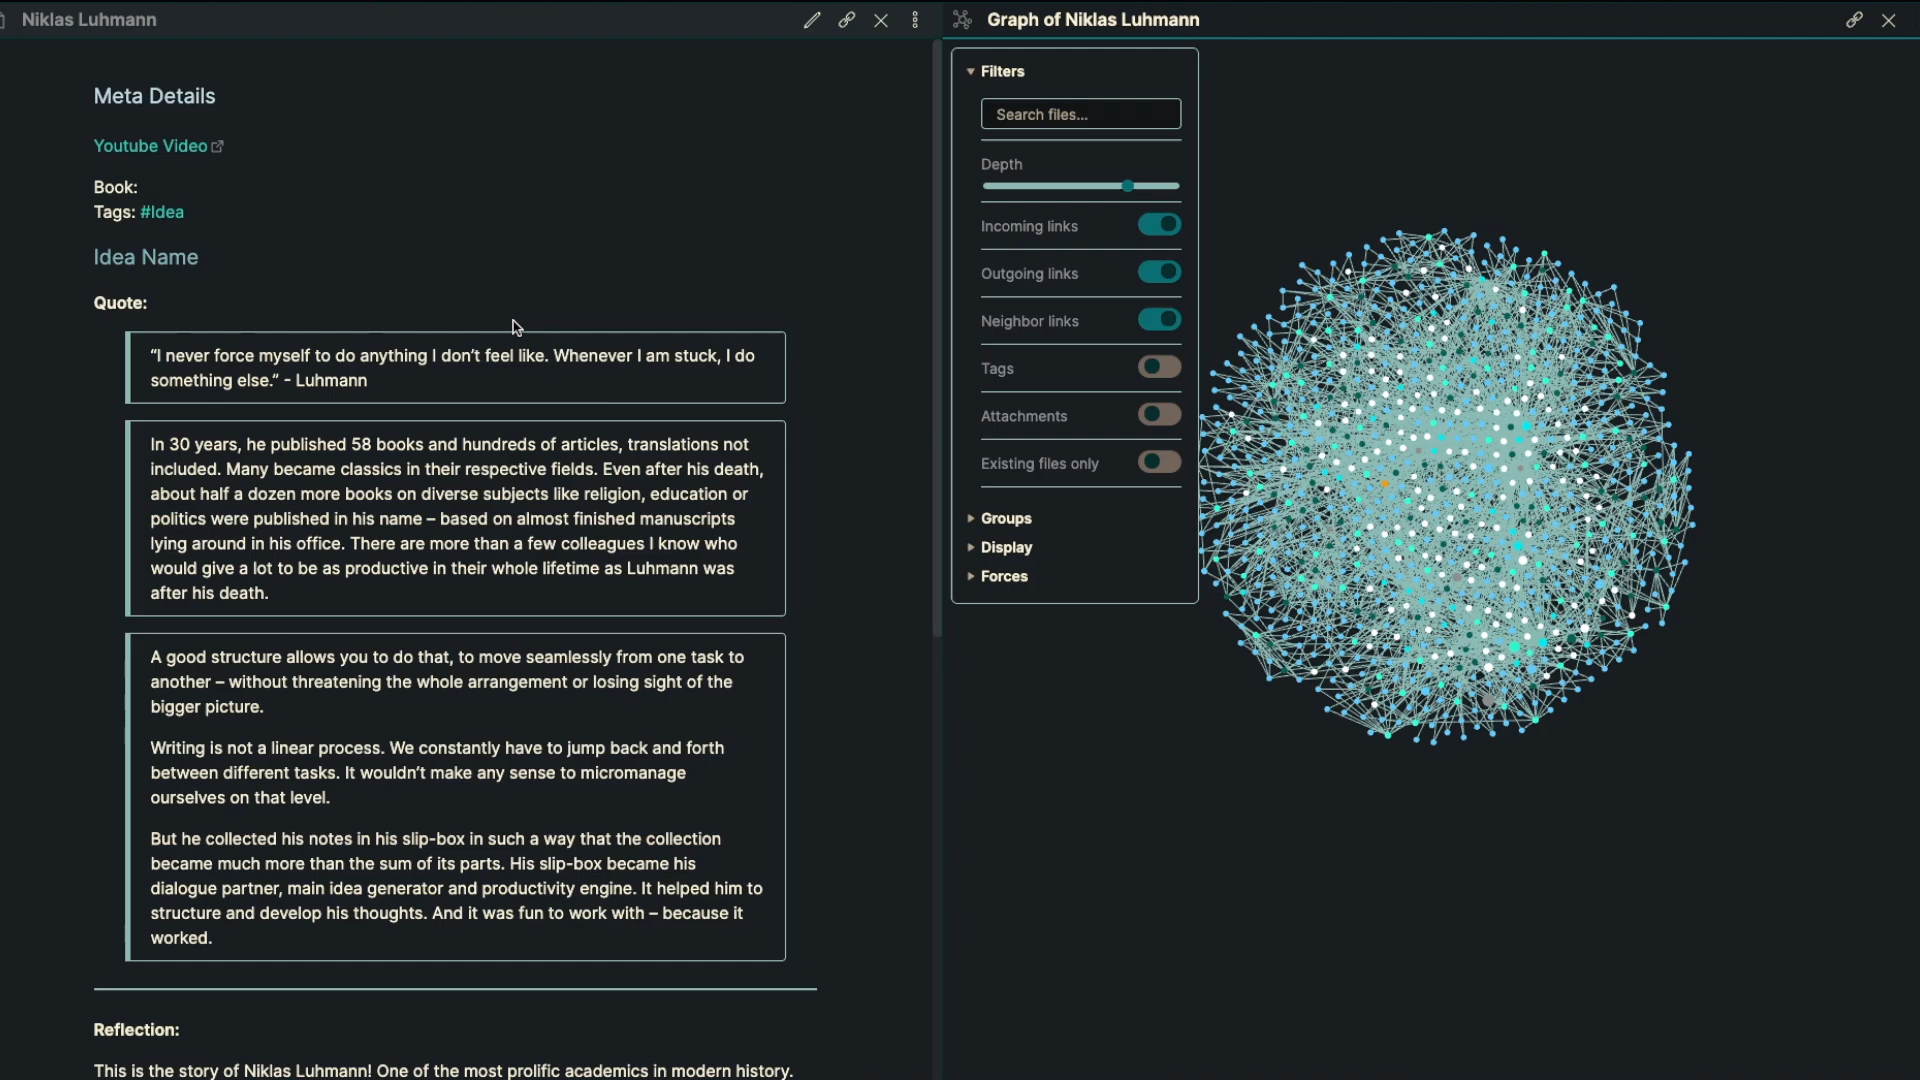 Niklas Luhmann
Meta Details
Youtube Video
Book:
Tags: #Idea
Idea Name
Quote:
“I never force myself to do anything I don’t feel like. Whenever I am stuck, I do
something else.” - Luhmann
In 30 years, he published 58 books and hundreds of articles, translations not
included. Many became classics in their respective fields. Even after his death,
about half a dozen more books on diverse subjects like religion, education or
politics were published in his name – based on almost finished manuscripts
lying around in his office. There are more than a few colleagues I know who
would give a lot to be as productive in their whole lifetime as Luhmann was
after his death.
A good structure allows you to do that, to move seamlessly from one task to
another – without threatening the whole arrangement or losing sight of the
bigger picture.
Writing is not a linear process. We constantly have to jump back and forth
between different tasks. It wouldn’t make any sense to micromanage
ourselves on that level.
But he collected his notes in his slip-box in such a way that the collection
became much more than the sum of its parts. His slip-box became his
dialogue partner, main idea generator and productivity engine. It helped him to
structure and develop his thoughts. And it was fun to work with – because it
worked.
Reflection:
This is the story of Niklas Luhmann! One of the most prolific academics in modern history.
Graph of Niklas Luhmann
Filters
Search files...
Depth
Incoming links
Outgoing links
Neighbor links
Tags
Attachments
Existing files only
Groups
Display
Forces